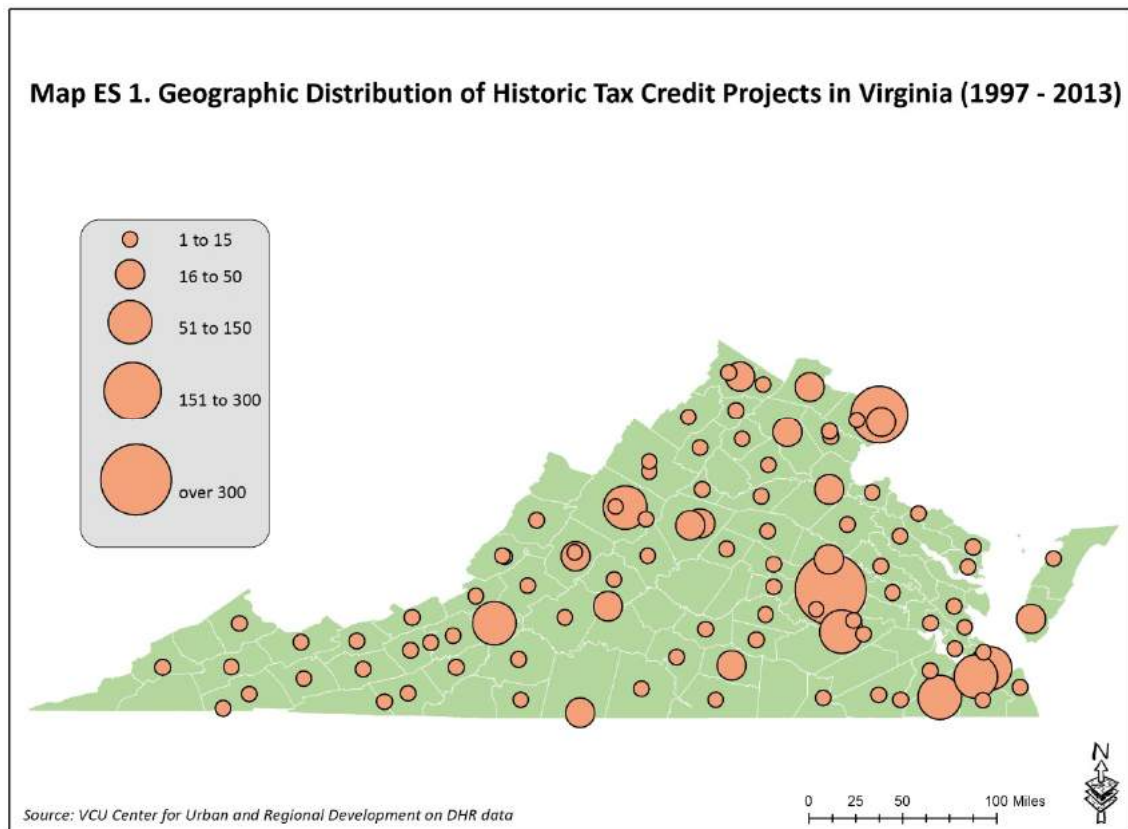 Map ES 1. Geographic Distribution of Historic Tax Credit Projects in Virginia (1997 - 2013)
1 to 15
16 to 50
51 to 150
151 to 300
over 300
N
Source: VCU Center for Urban and Regional Development on DHR data
0 25 50 100 Miles